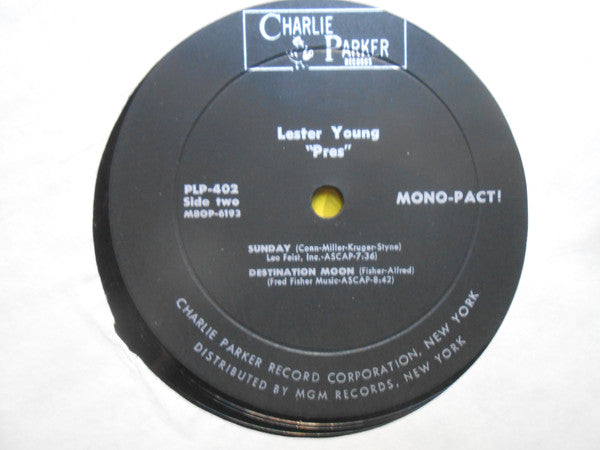 CHARLIE
PARKER
RECORDS
Lester Young
"Pres"
PLP-402
Side two
MBGP-6193
MONO-PACT!
SUNDAY (Conn-Miller-Kruger-Styne)
Leo Feist, Inc.-ASCAP-7:36)
DESTINATION MOON (Fisher-Alfred)
(Fred Fisher Music-ASCAP-8:42)
CHARLIE PARKER RECORD CORPORATION, NEW YORK
DISTRIBUTED BY MGM RECORDS, NEW YORK